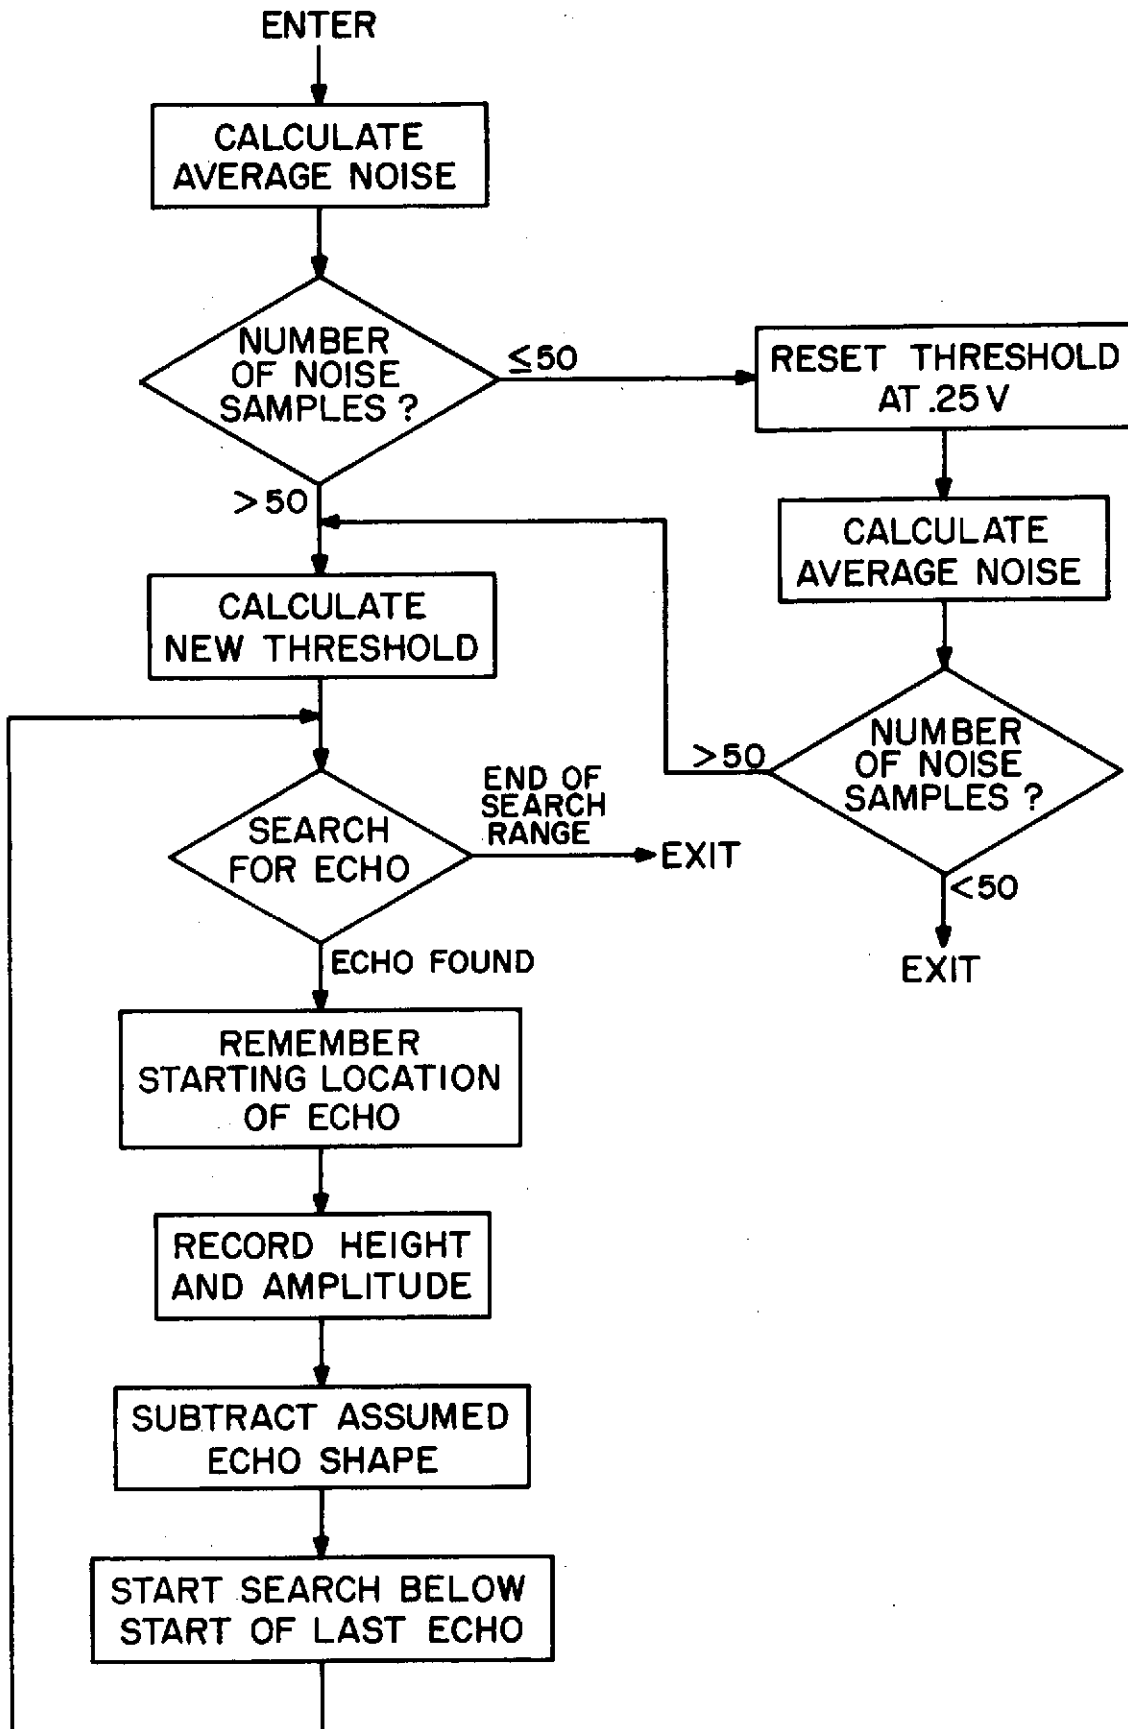 ENTER
CALCULATE
AVERAGE NOISE
NUMBER
OF NOISE
SAMPLES ?
≤50
RESET THRESHOLD
AT .25 V
>50
CALCULATE
AVERAGE NOISE
CALCULATE
NEW THRESHOLD
NUMBER
OF NOISE
SAMPLES ?
>50
<50
EXIT
SEARCH
FOR ECHO
END OF
SEARCH
RANGE
EXIT
ECHO FOUND
REMEMBER
STARTING LOCATION
OF ECHO
RECORD HEIGHT
AND AMPLITUDE
SUBTRACT ASSUMED
ECHO SHAPE
START SEARCH BELOW
START OF LAST ECHO